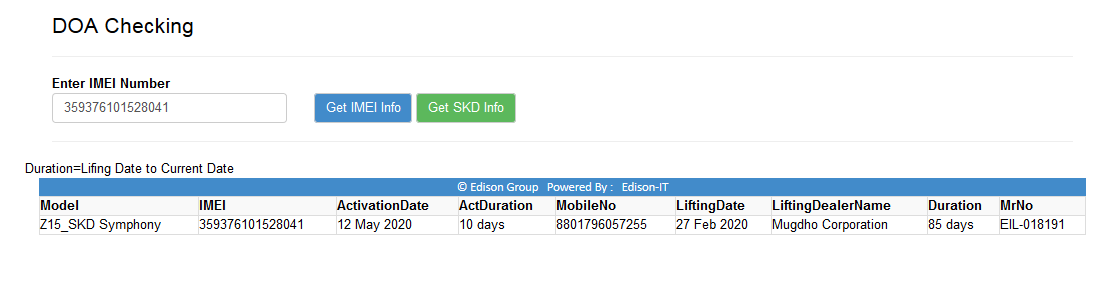 DOA Checking
Enter IMEI Number
359376101528041 Get IMEI Info Get SKD Info
Duration=Lifing Date to Current Date
© Edison Group Powered By : Edison-IT
Model IMEI ActivationDate ActDuration MobileNo LiftingDate LiftingDealerName Duration MrNo
Z15_SKD Symphony 359376101528041 12 May 2020 10 days 8801796057255 27 Feb 2020 Mugdho Corporation 85 days EIL-018191